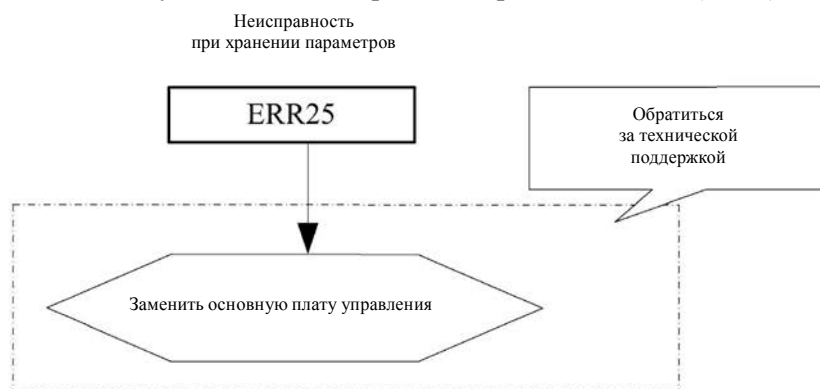 Неисправность
при хранении параметров
ERR25
Обратиться
за технической
поддержкой
Заменить основную плату управления